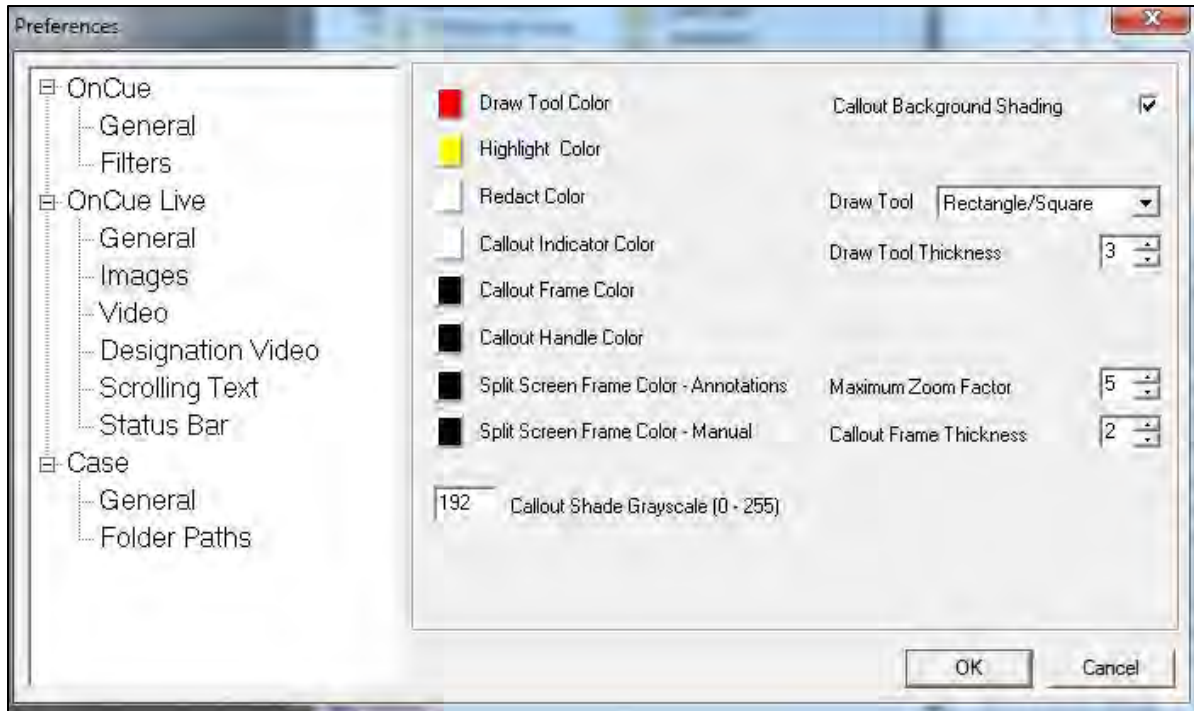 Preferences
OnCue
General
Filters
OnCue Live
General
Images
Video
Designation Video
Scrolling Text
Status Bar
Case
General
Folder Paths
Draw Tool Color
Highlight Color
Redact Color
Callout Indicator Color
Callout Frame Color
Callout Handle Color
Split Screen Frame Color - Annotations
Split Screen Frame Color - Manual
192 Callout Shade Grayscale (0 - 255)
Callout Background Shading
Draw Tool Rectangle/Square
Draw Tool Thickness 3
Maximum Zoom Factor 5
Callout Frame Thickness 2
OK Cancel